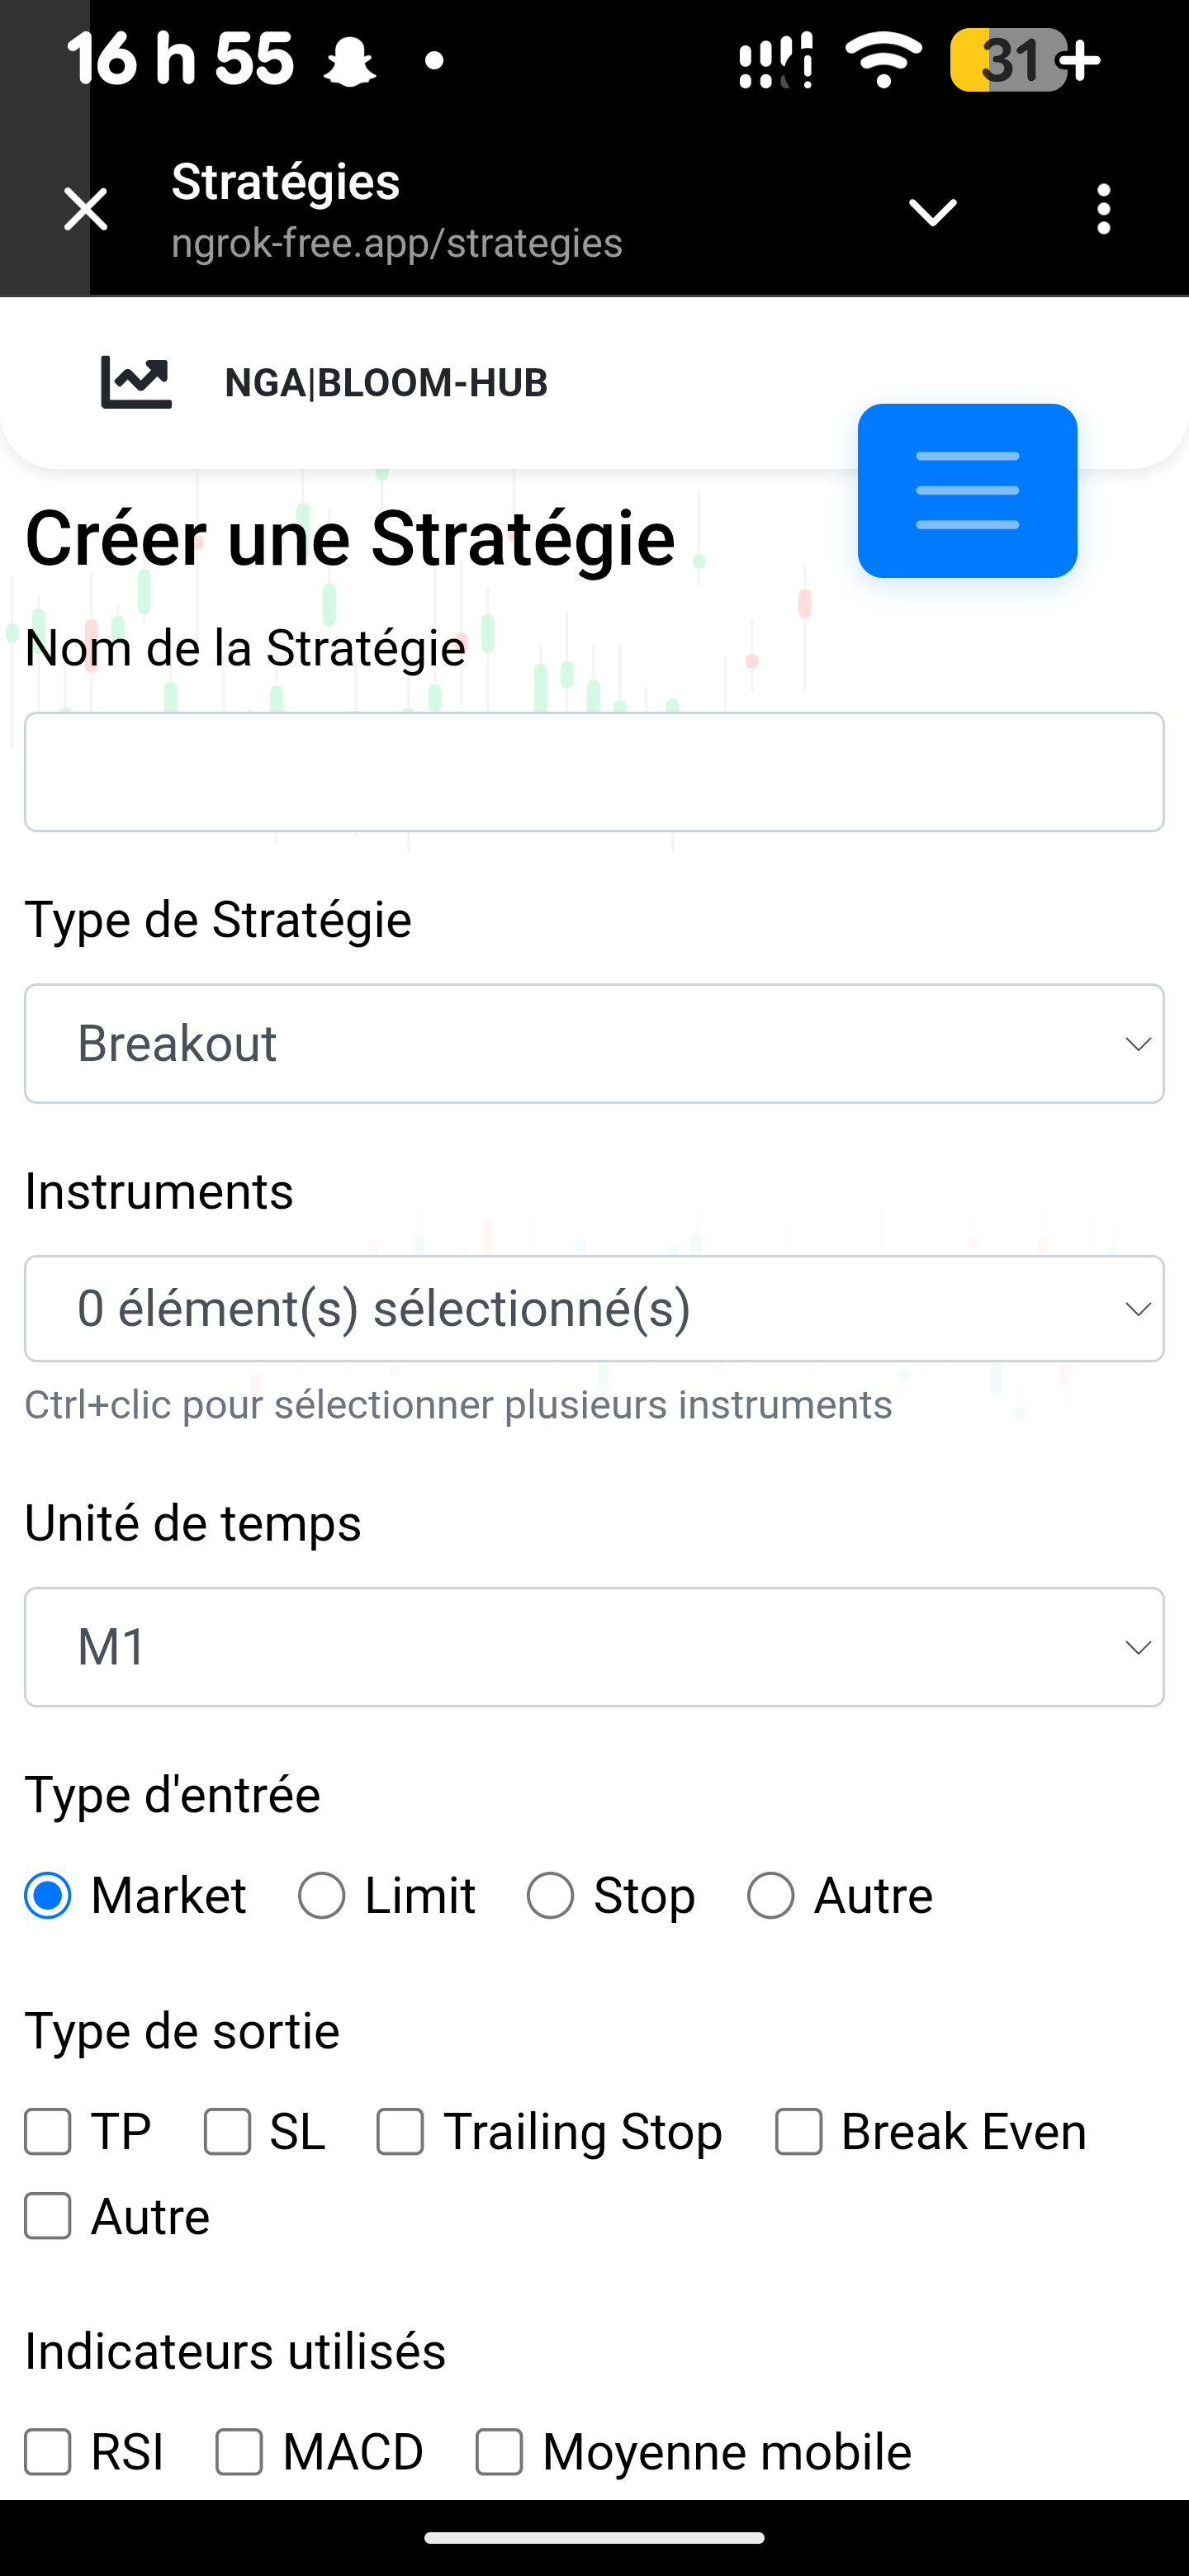 16 h 55
31
Stratégies
ngrok-free.app/strategies
NGA|BLOOM-HUB
Créer une Stratégie
Nom de la Stratégie
Type de Stratégie
Breakout
Instruments
0 élément(s) sélectionné(s)
Ctrl+clic pour sélectionner plusieurs instruments
Unité de temps
M1
Type d'entrée
Market Limit Stop Autre
Type de sortie
TP SL Trailing Stop Break Even
Autre
Indicateurs utilisés
RSI MACD Moyenne mobile